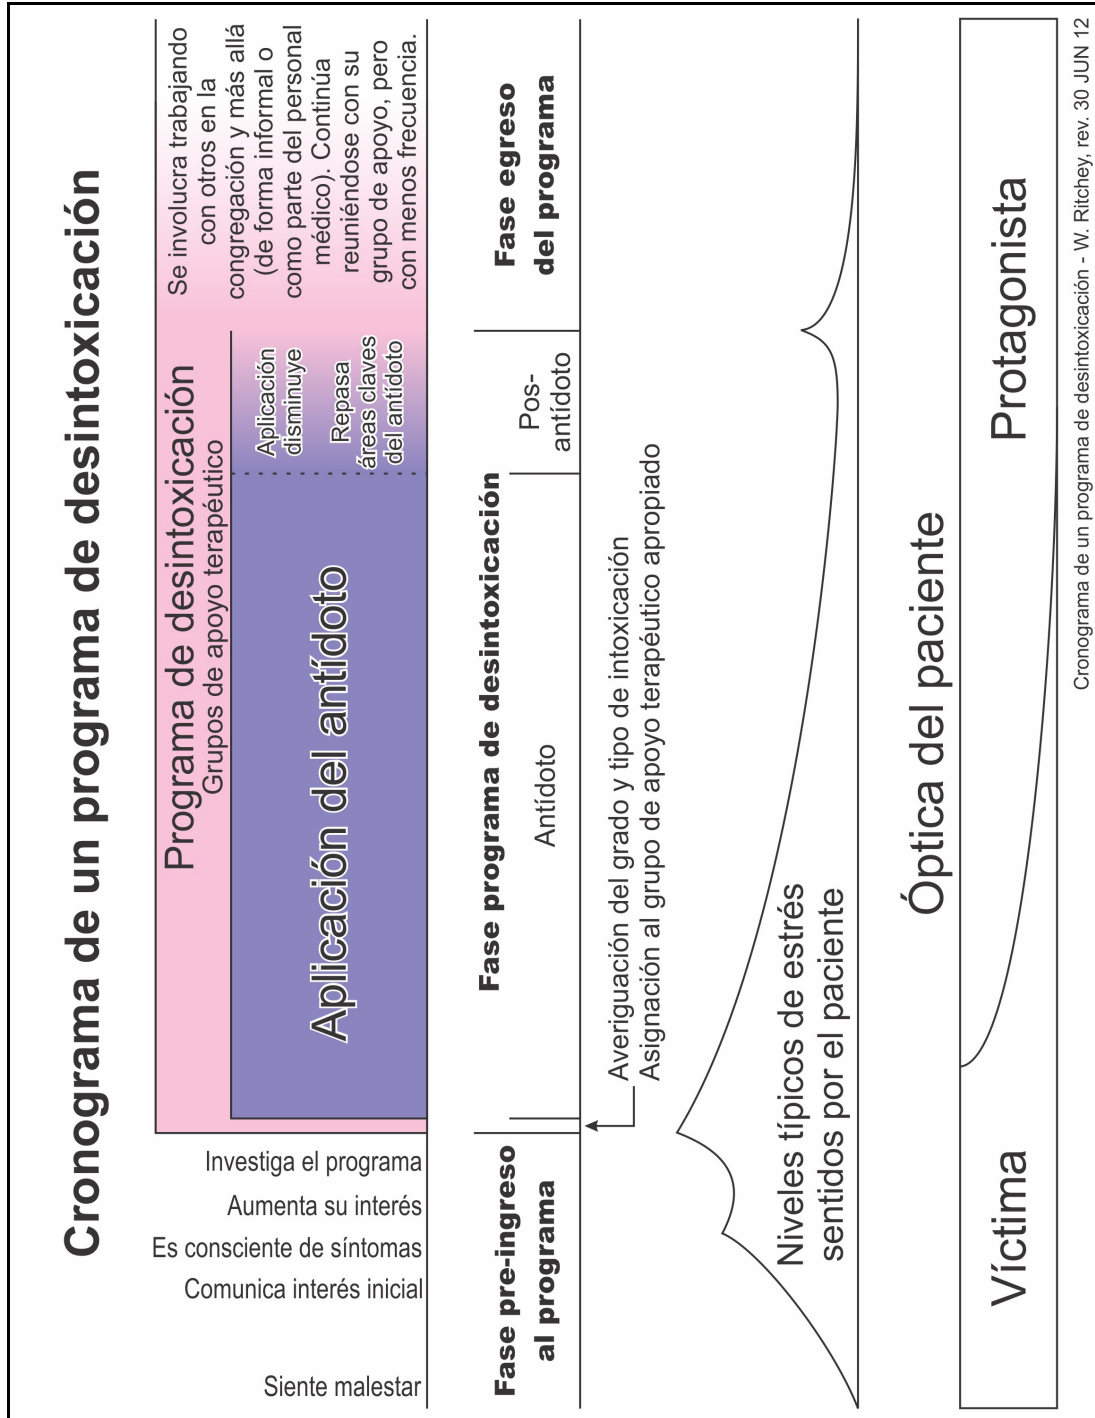 Cronograma de un programa de desintoxicación
Programa de desintoxicación
Grupos de apoyo terapéutico
Siente malestar
Comunica interés inicial
Es consciente de síntomas
Aumenta su interés
Investiga el programa
Aplicación del antídoto
Aplicación
disminuye
Repasa
áreas claves
del antídoto
Se involucra trabajando
con otros en la
congregación y más allá
(de forma informal o
como parte del personal
médico). Continúa
reuniéndose con su
grupo de apoyo, pero
con menos frecuencia.
Fase pre-ingreso
al programa
Fase programa de desintoxicación
Antídoto
Pos-
antídoto
Fase egreso
del programa
Averiguación del grado y tipo de intoxicación
Asignación al grupo de apoyo terapéutico apropiado
Niveles típicos de estrés
sentidos por el paciente
Óptica del paciente
Víctima
Protagonista
Cronograma de un programa de desintoxicación - W. Ritchey, rev. 30 JUN 12